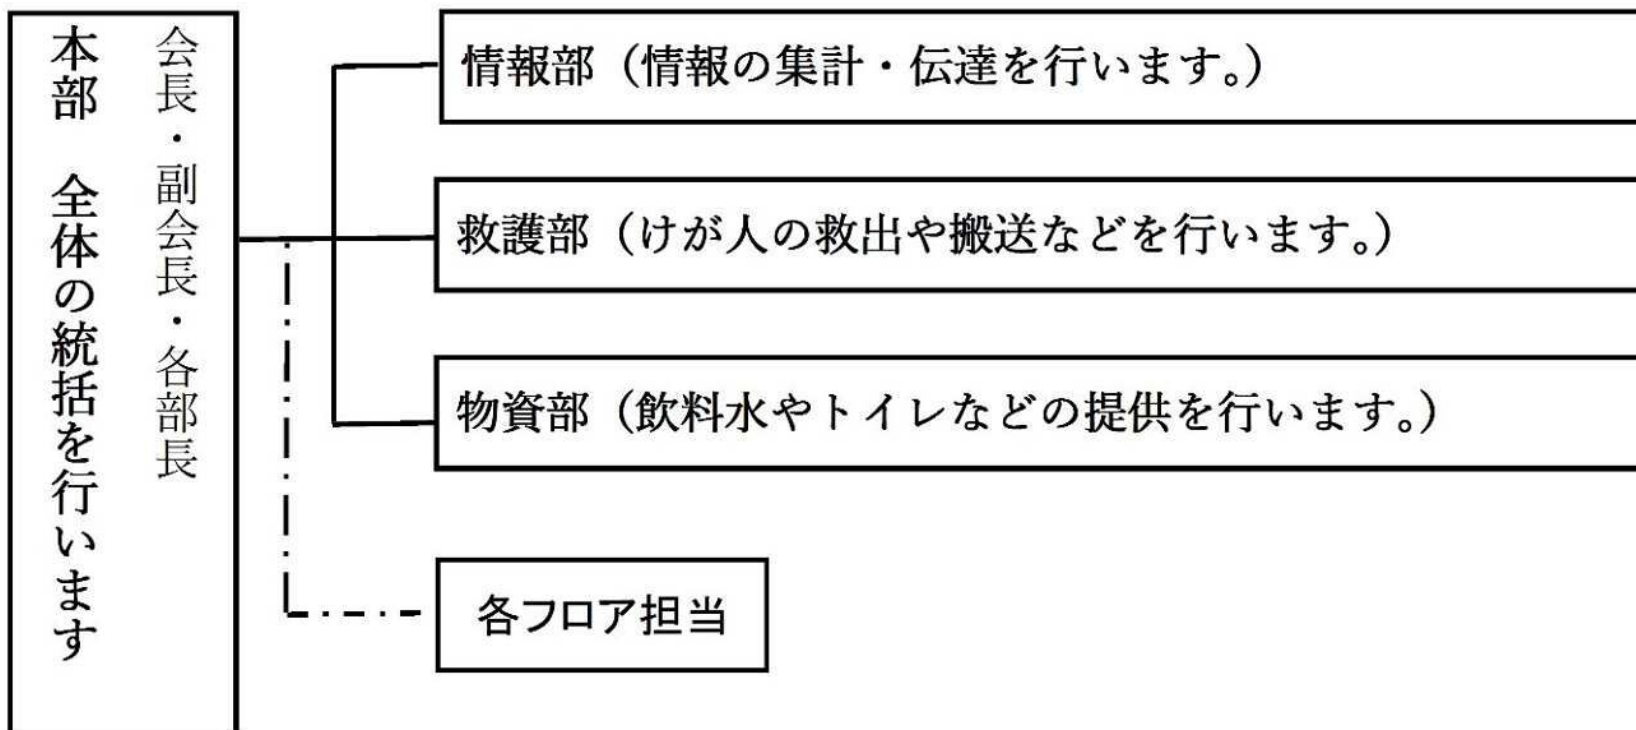 会長・副会長・各部長
本部　全体の統括を行います
情報部（情報の集計・伝達を行います。）
救護部（けが人の救出や搬送などを行います。）
物資部（飲料水やトイレなどの提供を行います。）
各フロア担当